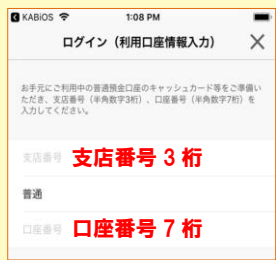 KABIOS 1:08 PM
ログイン（利用口座情報入力） ×
お手元にご利用中の普通預金口座のキャッシュカード等をご準備い
ただき、支店番号（半角数字3桁）、口座番号（半角数字7桁）を
入力してください。
支店番号 支店番号 3 桁
普通
口座番号 口座番号 7 桁